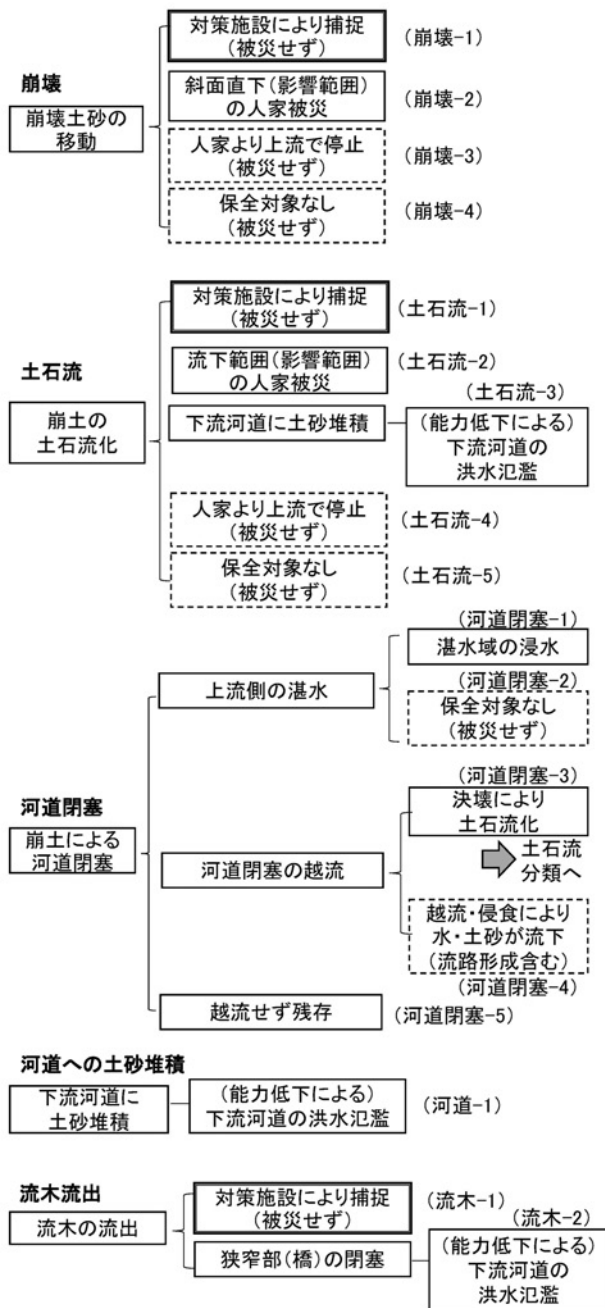 崩壊
崩壊土砂の
移動
対策施設により捕捉
(被災せず)
(崩壊-1)
斜面直下(影響範囲)
の人家被災
(崩壊-2)
人家より上流で停止
(被災せず)
(崩壊-3)
保全対象なし
(被災せず)
(崩壊-4)
土石流
崩土の
土石流化
対策施設により捕捉
(被災せず)
(土石流-1)
流下範囲(影響範囲)
の人家被災
(土石流-2)
下流河道に土砂堆積
(土石流-3)
(能力低下による)
下流河道の
洪水氾濫
人家より上流で停止
(被災せず)
(土石流-4)
保全対象なし
(被災せず)
(土石流-5)
河道閉塞
崩土による
河道閉塞
上流側の湛水
(河道閉塞-1)
湛水域の浸水
(河道閉塞-2)
保全対象なし
(被災せず)
河道閉塞の越流
(河道閉塞-3)
決壊により
土石流化
土石流
分類へ
越流・侵食により
水・土砂が流下
(流路形成含む)
(河道閉塞-4)
越流せず残存
(河道閉塞-5)
河道への土砂堆積
下流河道に
土砂堆積
(能力低下による)
下流河道の洪水氾濫
(河道-1)
流木流出
流木の流出
対策施設により捕捉
(被災せず)
(流木-1)
狭窄部(橋)の閉塞
(流木-2)
(能力低下による)
下流河道の
洪水氾濫